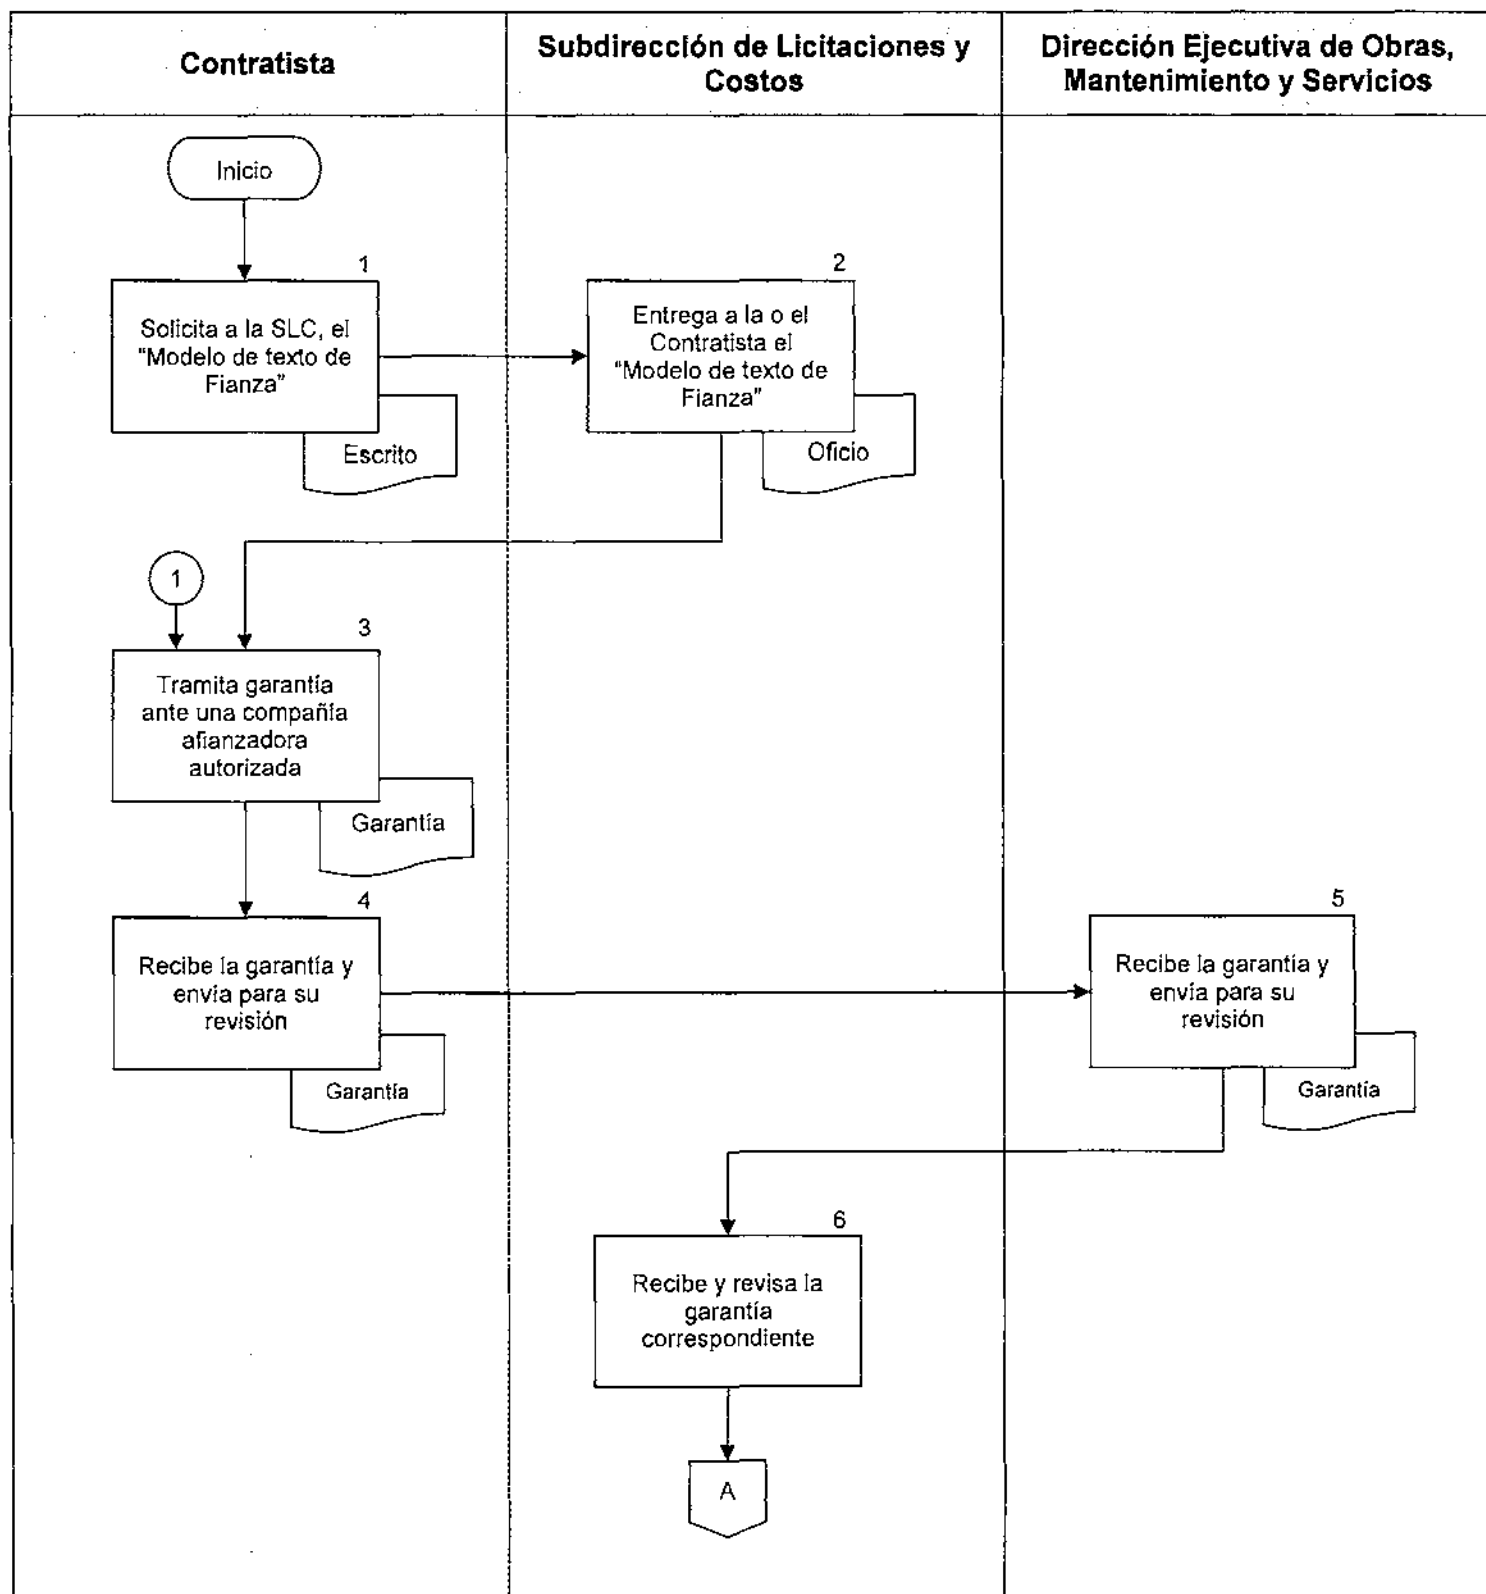 Contratista
Subdirección de Licitaciones y
Costos
Dirección Ejecutiva de Obras,
Mantenimiento y Servicios
Inicio
1
Solicita a la SLC, el
“Modelo de texto de
Fianza”
Escrito
2
Entrega a la o el
Contratista el
“Modelo de texto de
Fianza”
Oficio
1
3
Tramita garantía
ante una compañía
afianzadora
autorizada
Garantía
4
Recibe la garantía y
envía para su
revisión
Garantía
5
Recibe la garantía y
envía para su
revisión
Garantía
6
Recibe y revisa la
garantía
correspondiente
A